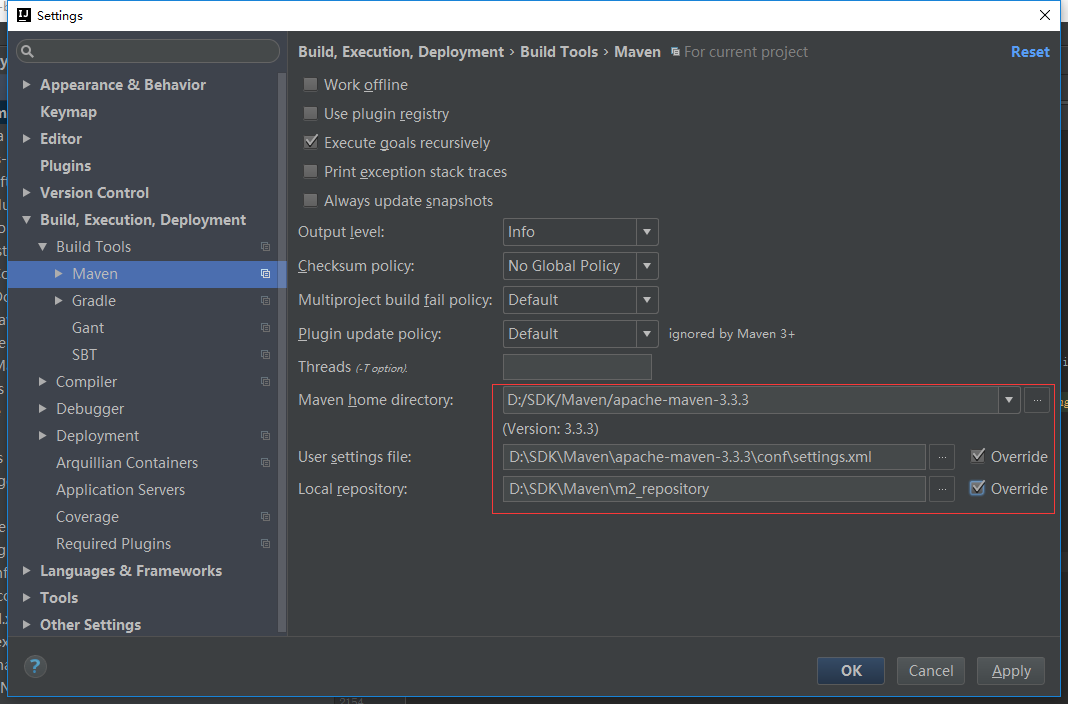 Settings
Build, Execution, Deployment › Build Tools › Maven For current project Reset
Appearance & Behavior
Keymap
Editor
Plugins
Version Control
Build, Execution, Deployment
Build Tools
Maven
Gradle
Gant
SBT
Compiler
Debugger
Deployment
Arquillian Containers
Application Servers
Coverage
Required Plugins
Languages & Frameworks
Tools
Other Settings
Work offline
Use plugin registry
Execute goals recursively
Print exception stack traces
Always update snapshots
Output level: Info
Checksum policy: No Global Policy
Multiproject build fail policy: Default
Plugin update policy: Default ignored by Maven 3+
Threads (-T option).
Maven home directory: D:/SDK/Maven/apache-maven-3.3.3 ...
(Version: 3.3.3)
User settings file: D:\SDK\Maven\apache-maven-3.3.3\conf\settings.xml ... Override
Local repository: D:\SDK\Maven\m2_repository ... Override
? OK Cancel Apply